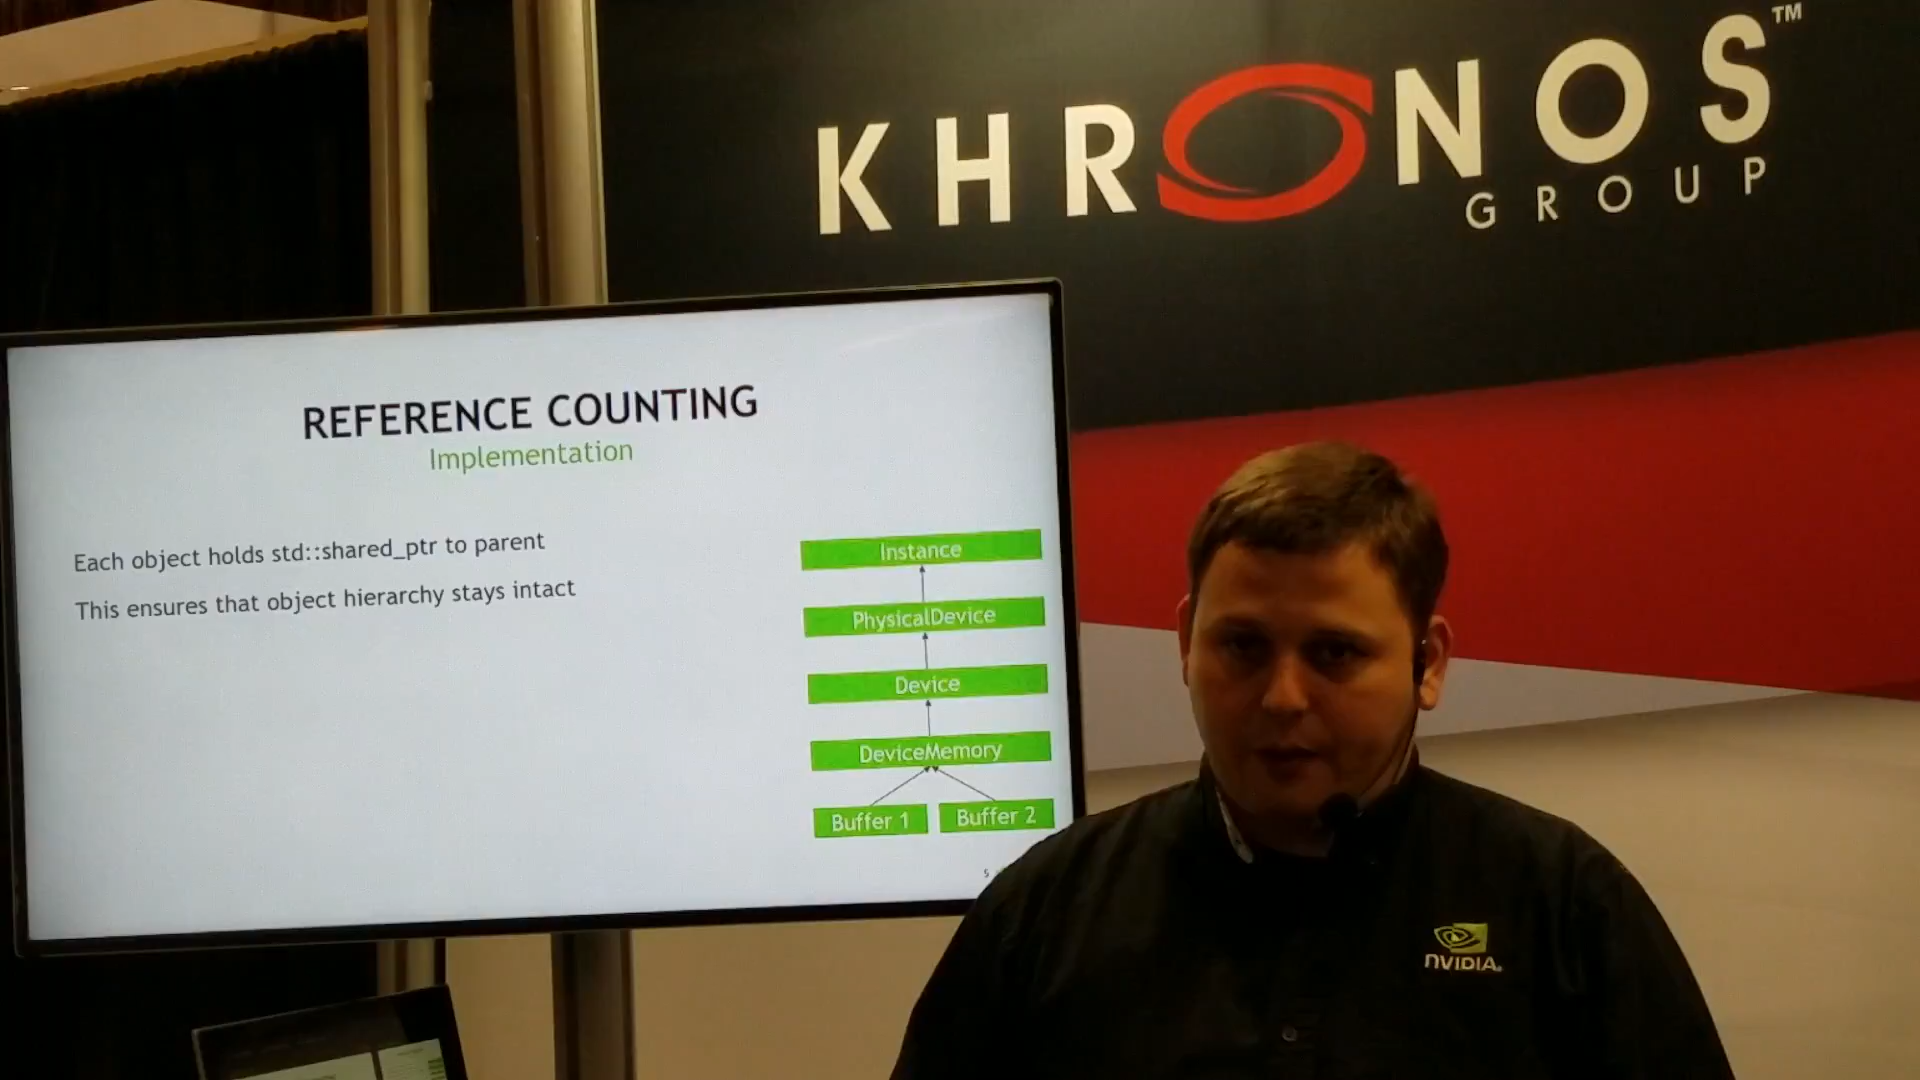 KHRONOS™
GROUP
REFERENCE COUNTING
Implementation
Each object holds std::shared_ptr to parent
This ensures that object hierarchy stays intact
Instance
PhysicalDevice
Device
DeviceMemory
Buffer 1
Buffer 2
5
nVIDIA.